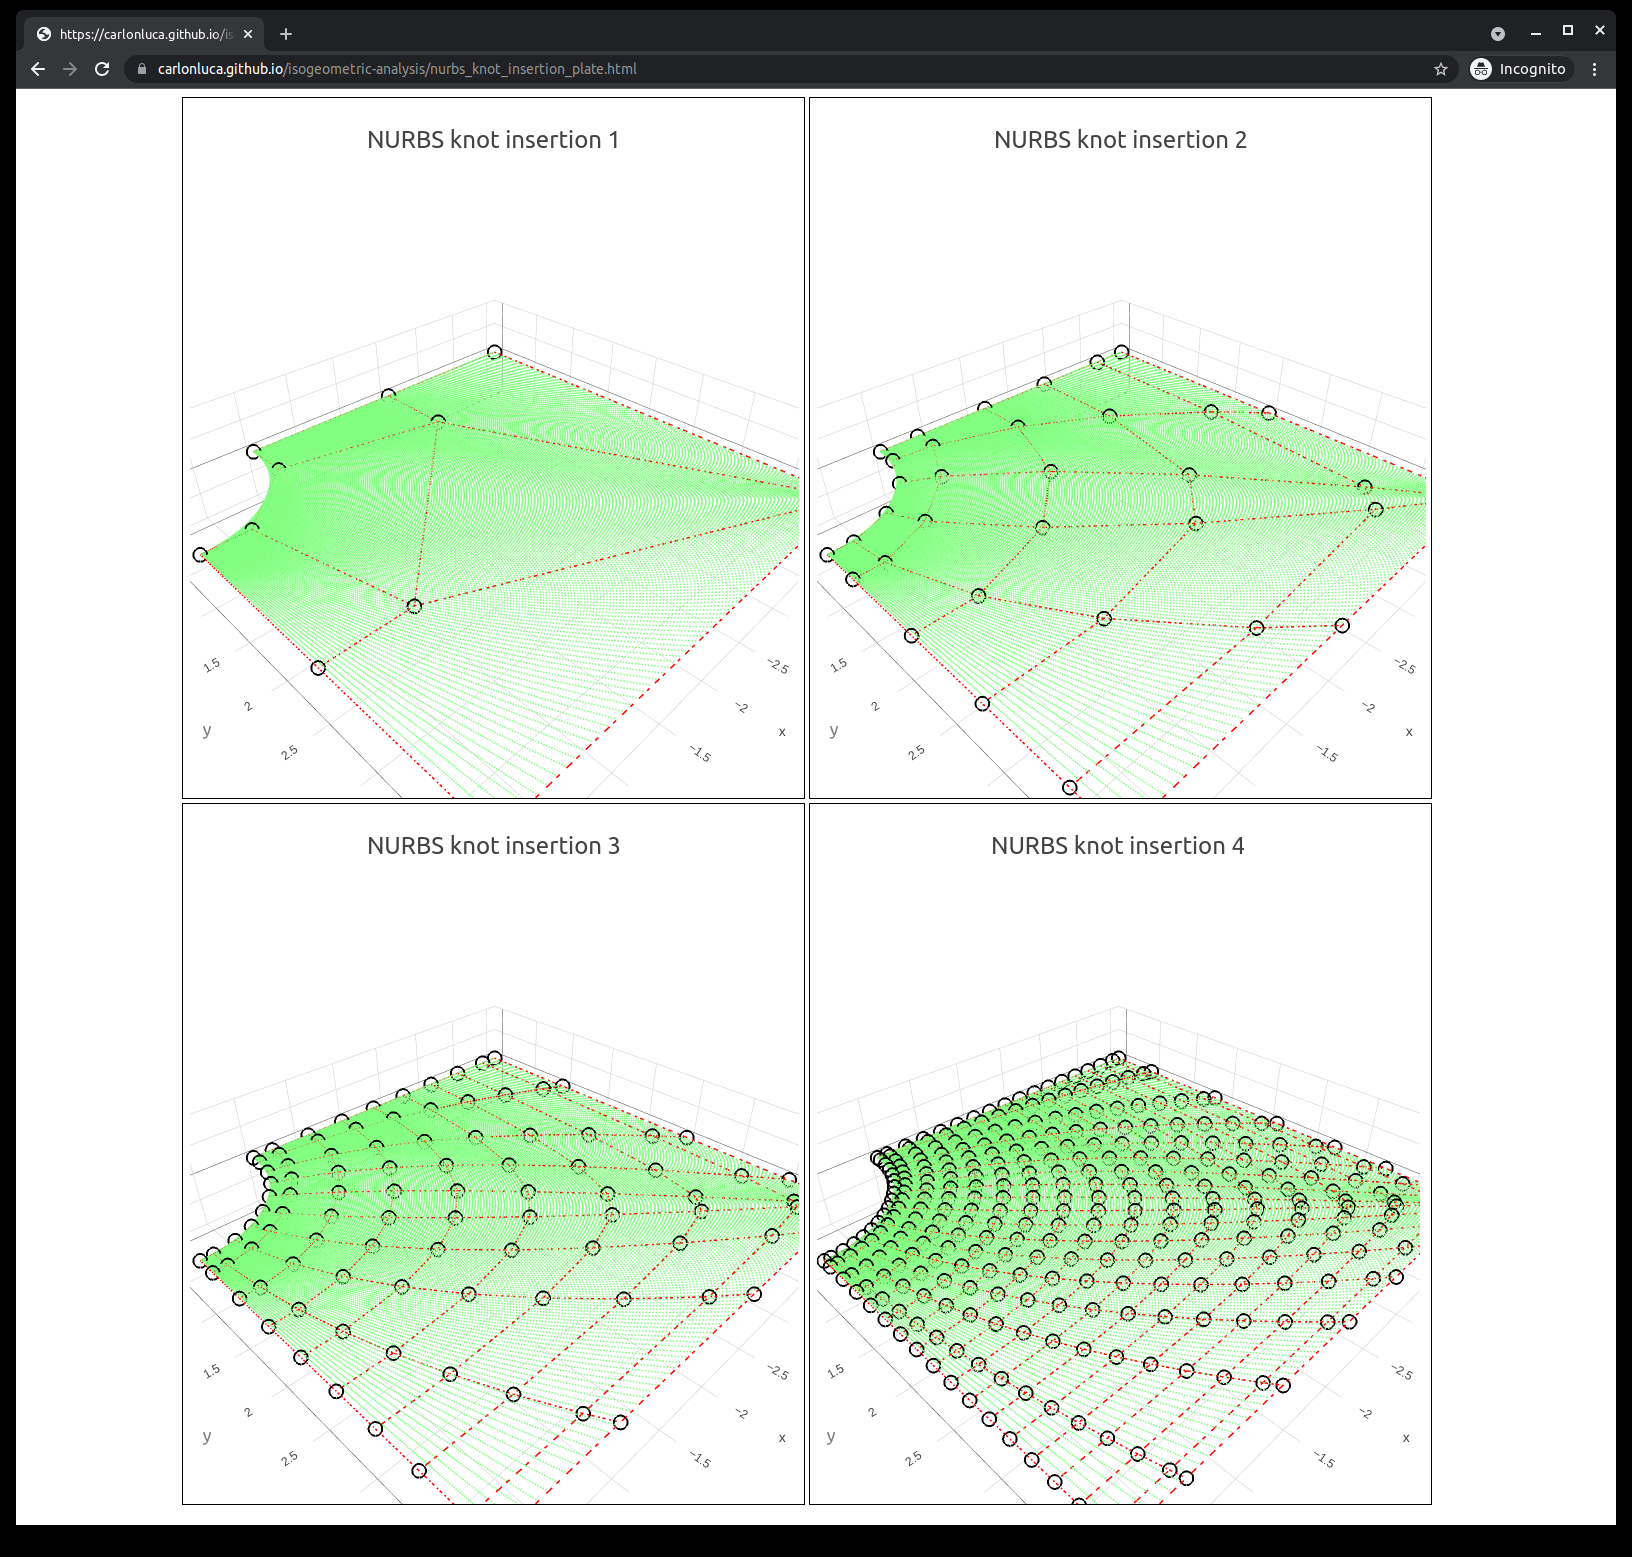 https://carlonluca.github.io/is
carlonluca.github.io/isogeometric-analysis/nurbs_knot_insertion_plate.html
Incognito
NURBS knot insertion 1
1.5
2
2.5
y
−2.5
−2
−1.5
x
NURBS knot insertion 2
1.5
2
2.5
y
−2.5
−2
−1.5
x
NURBS knot insertion 3
1.5
2
2.5
y
−2.5
−2
−1.5
x
NURBS knot insertion 4
1.5
2
2.5
y
−2.5
−2
−1.5
x